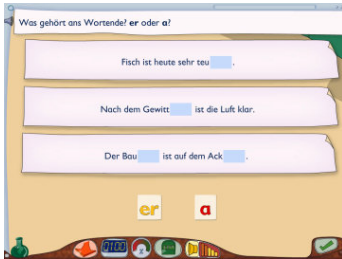 Was gehört ans Wortende? er oder a?
Fisch ist heute sehr teu .
Nach dem Gewitt ist die Luft klar.
Der Bau ist auf dem Ack .
er a